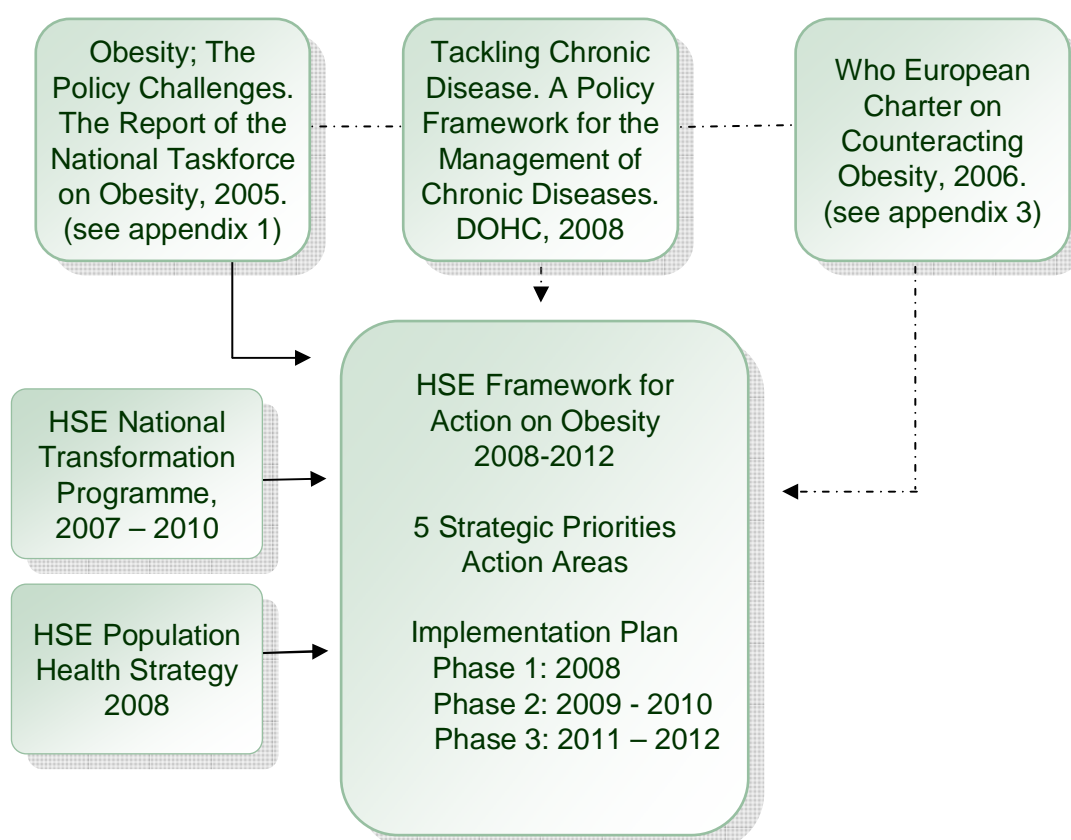 Obesity; The
Policy Challenges.
The Report of the
National Taskforce
on Obesity, 2005.
(see appendix 1)
Tackling Chronic
Disease. A Policy
Framework for the
Management of
Chronic Diseases.
DOHC, 2008
Who European
Charter on
Counteracting
Obesity, 2006.
(see appendix 3)
HSE National
Transformation
Programme,
2007 – 2010
HSE Population
Health Strategy
2008
HSE Framework for
Action on Obesity
2008-2012
5 Strategic Priorities
Action Areas
Implementation Plan
Phase 1: 2008
Phase 2: 2009 - 2010
Phase 3: 2011 – 2012